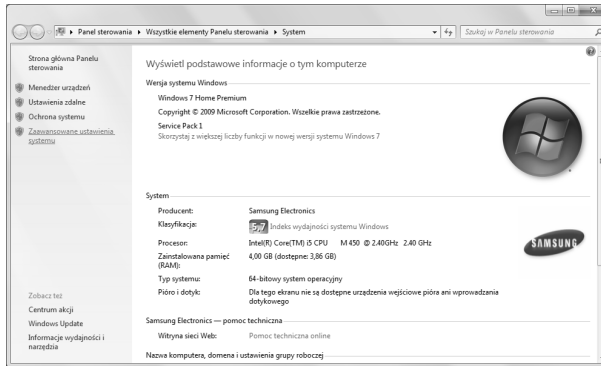 Panel sterowania ▸ Wszystkie elementy Panelu sterowania ▸ System
Szukaj w Panelu sterowania
Strona główna Panelu
sterowania
Menedżer urządzeń
Ustawienia zdalne
Ochrona systemu
Zaawansowane ustawienia
systemu
Wyświetl podstawowe informacje o tym komputerze
Wersja systemu Windows
Windows 7 Home Premium
Copyright © 2009 Microsoft Corporation. Wszelkie prawa zastrzeżone.
Service Pack 1
Skorzystaj z większej liczby funkcji w nowej wersji systemu Windows 7
System
Producent: Samsung Electronics
Klasyfikacja: 5,7 Indeks wydajności systemu Windows
Procesor: Intel(R) Core(TM) i5 CPU M 450 @ 2.40GHz 2.40 GHz
Zainstalowana pamięć 4,00 GB (dostępne: 3,86 GB)
(RAM):
Typ systemu: 64-bitowy system operacyjny
Pióro i dotyk: Dla tego ekranu nie są dostępne urządzenia wejściowe pióra ani wprowadzania
dotykowego
SAMSUNG
Samsung Electronics — pomoc techniczna
Witryna sieci Web: Pomoc techniczna online
Nazwa komputera, domena i ustawienia grupy roboczej
Zobacz też
Centrum akcji
Windows Update
Informacje wydajności i
narzędzia